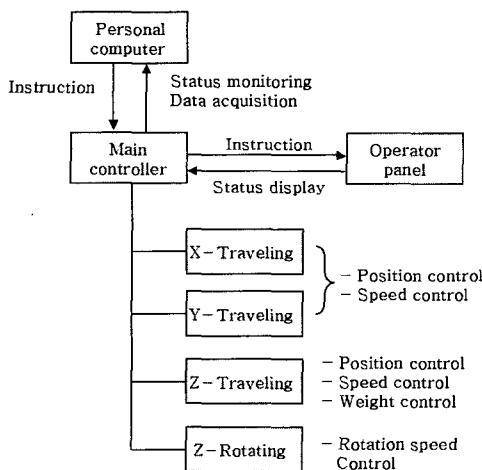 Personal
computer
Instruction
Status monitoring
Data acquisition
Main
controller
Instruction
Status display
Operator
panel
X-Traveling
Y-Traveling
- Position control
- Speed control
Z-Traveling
- Position control
- Speed control
- Weight control
Z-Rotating
- Rotation speed
Control